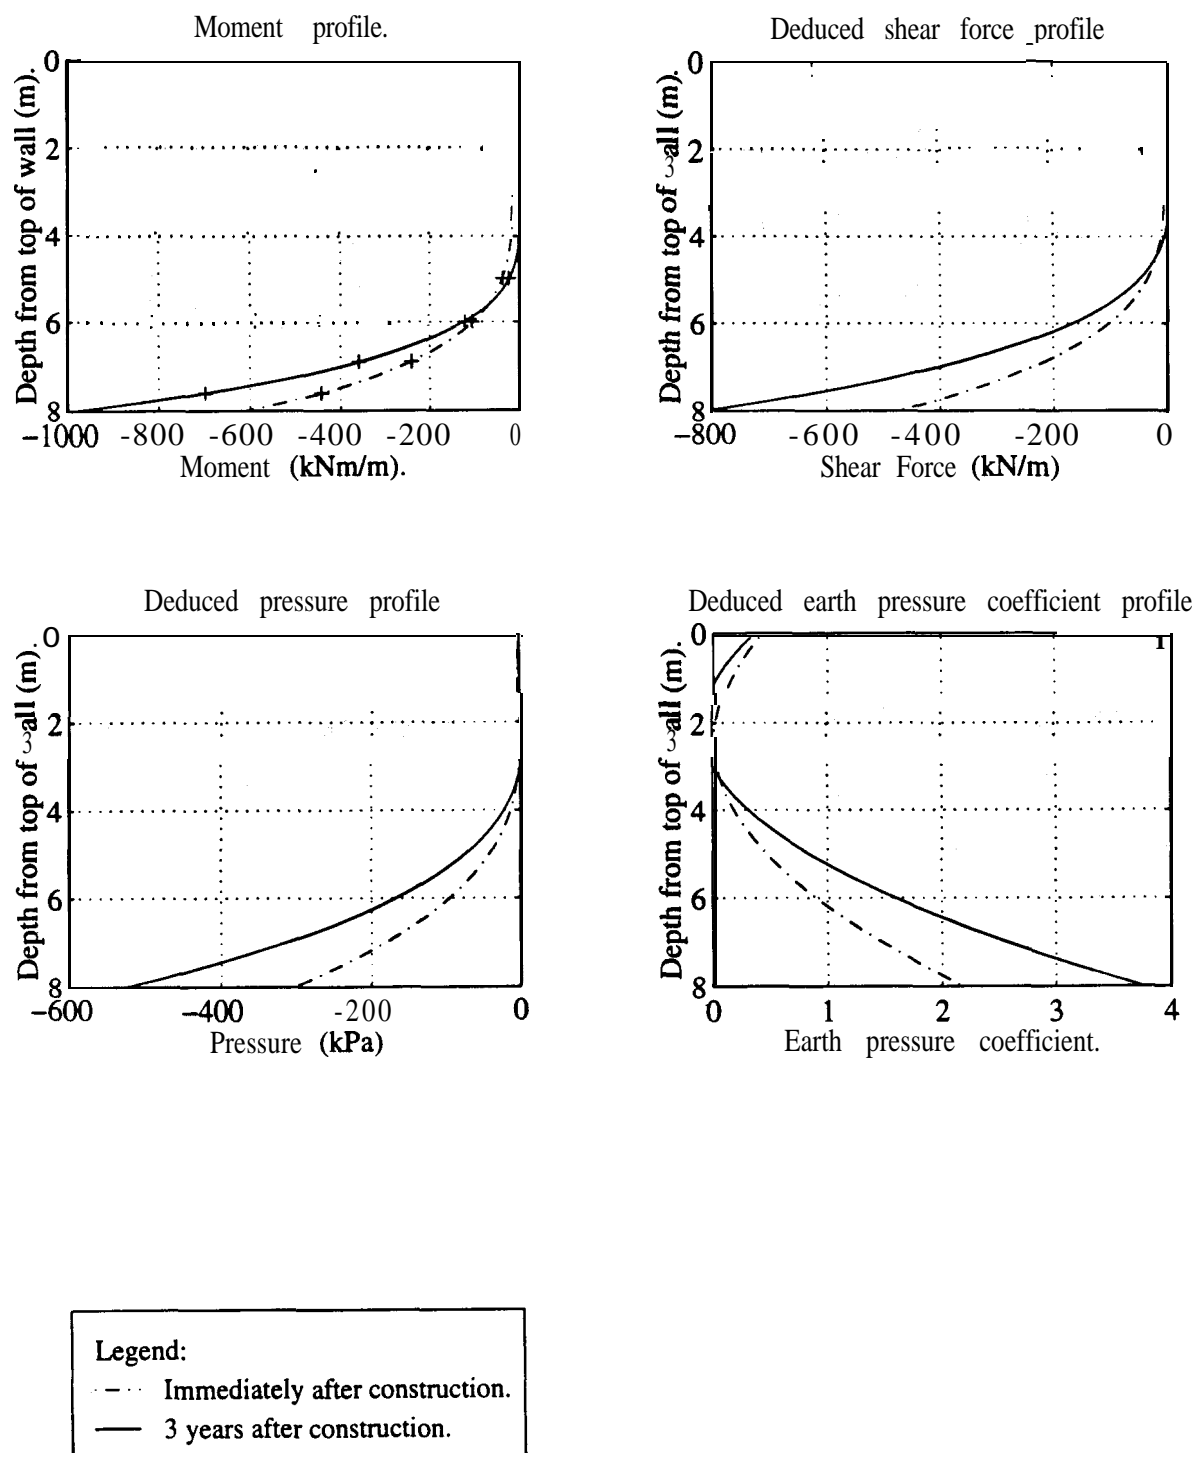 Moment profile.
Depth from top of wall (m).
0
2
4
6
8
-1000 -800 -600 -400 -200 0
Moment (kNm/m).
Deduced shear force profile
Depth from top of 3all (m).
0
2
4
6
8
-800 -600 -400 -200 0
Shear Force (kN/m)
Deduced pressure profile
Depth from top of 3all (m).
0
2
4
6
8
-600 -400 -200 0
Pressure (kPa)
Deduced earth pressure coefficient profile
Depth from top of 3all (m).
0
2
4
6
8
0 1 2 3 4
Earth pressure coefficient.
Legend:
Immediately after construction.
3 years after construction.